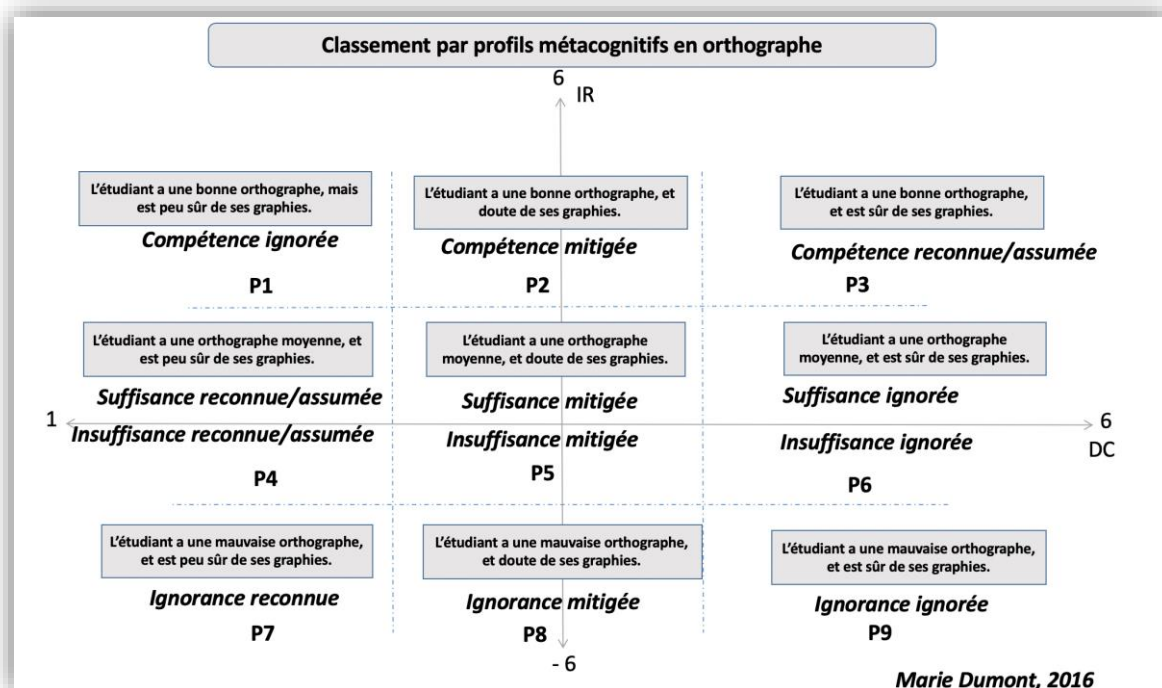 Classement par profils métacognitifs en orthographe
6
IR
L'étudiant a une bonne orthographe, mais
est peu sûr de ses graphies.
Compétence ignorée
P1
L'étudiant a une bonne orthographe, et
doute de ses graphies.
Compétence mitigée
P2
L'étudiant a une bonne orthographe,
et est sûr de ses graphies.
Compétence reconnue/assumée
P3
L'étudiant a une orthographe moyenne, et
est peu sûr de ses graphies.
Suffisance reconnue/assumée
L'étudiant a une orthographe
moyenne, et doute de ses graphies.
Suffisance mitigée
L'étudiant a une orthographe
moyenne, et est sûr de ses graphies.
Suffisance ignorée
1
6
DC
Insuffisance reconnue/assumée
P4
Insuffisance mitigée
P5
Insuffisance ignorée
P6
L'étudiant a une mauvaise orthographe,
et est peu sûr de ses graphies.
Ignorance reconnue
P7
L'étudiant a une mauvaise orthographe,
et doute de ses graphies.
Ignorance mitigée
P8
L'étudiant a une mauvaise orthographe,
et est sûr de ses graphies.
Ignorance ignorée
P9
- 6
Marie Dumont, 2016